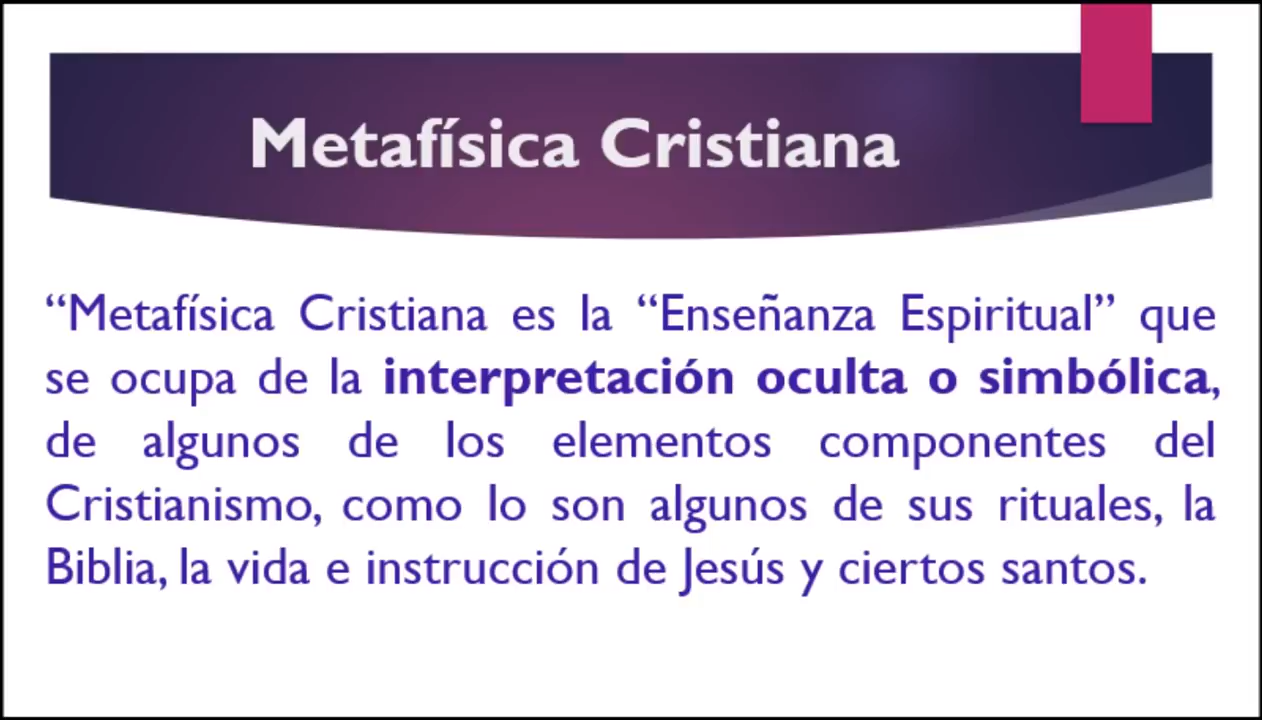 Metafísica Cristiana
“Metafísica Cristiana es la “Enseñanza Espiritual” que
se ocupa de la interpretación oculta o simbólica,
de algunos de los elementos componentes del
Cristianismo, como lo son algunos de sus rituales, la
Biblia, la vida e instrucción de Jesús y ciertos santos.